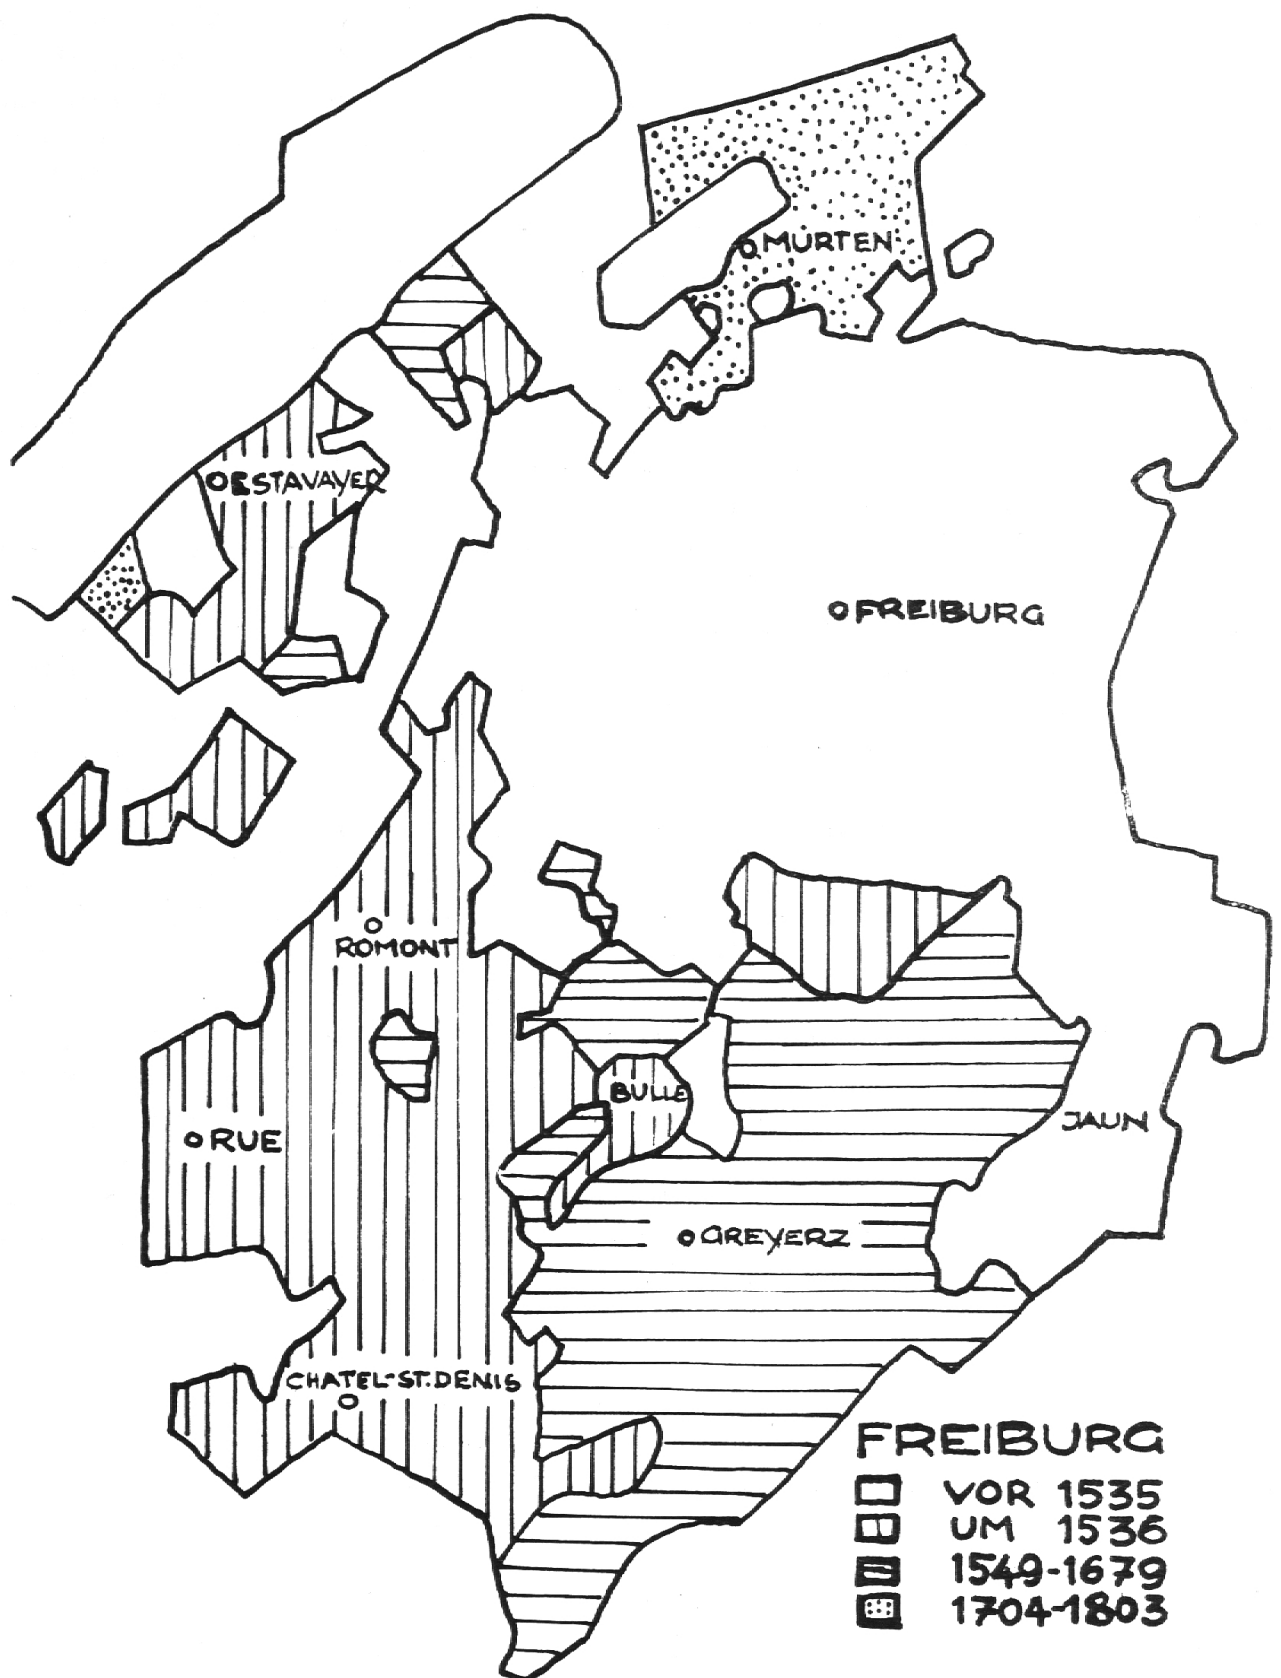 MURTEN
ESTAVAYER
FREIBURG
ROMONT
BULLE
JAUN
RUE
GREYERZ
CHATEL-ST.DENIS
FREIBURG
VOR 1535
UM 1536
1549-1679
1704-1803